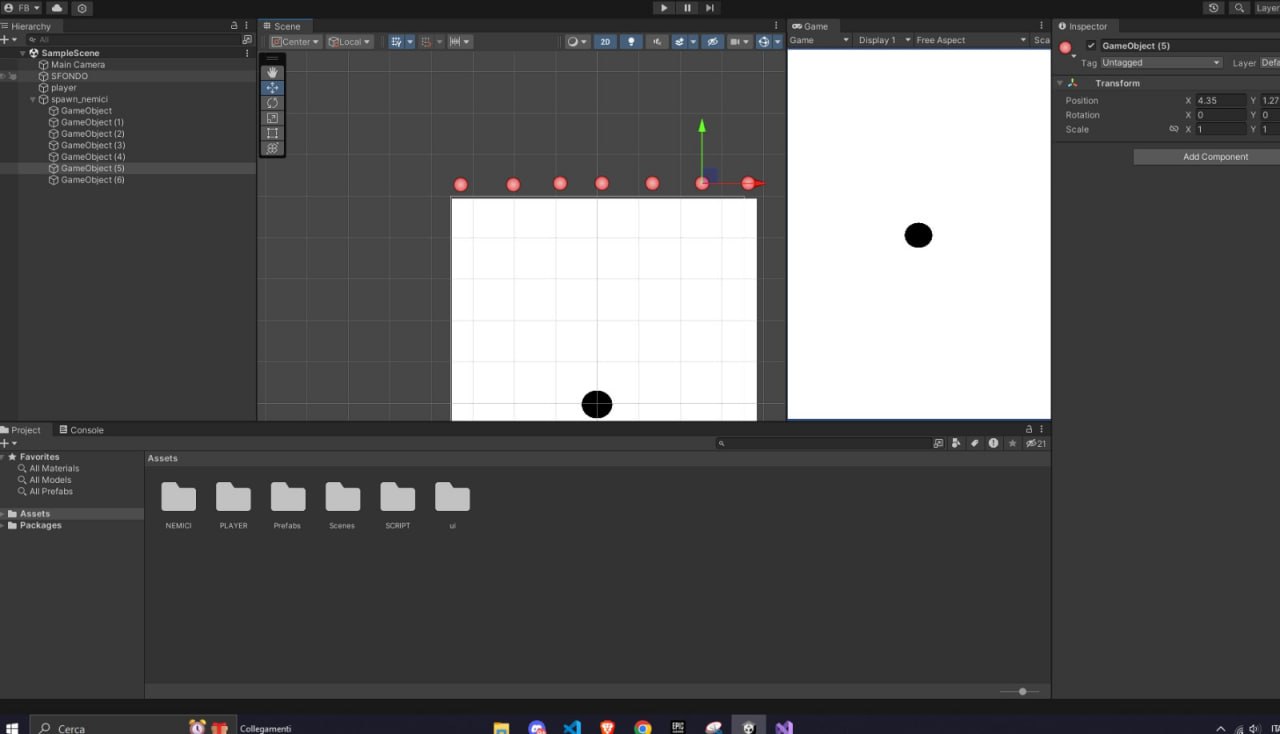 FB
Layer
Hierarchy
Scene
Game
Inspector
All
Center
Local
2D
Game
Display 1
Free Aspect
Sca
GameObject (5)
SampleScene
Main Camera
SFONDO
player
spawn_nemici
GameObject
GameObject (1)
GameObject (2)
GameObject (3)
GameObject (4)
GameObject (5)
GameObject (6)
Tag Untagged Layer Defa
Transform
Position X 4.35 Y 1.27
Rotation X 0 Y 0
Scale X 1 Y 1
Add Component
Project
Console
21
Favorites
All Materials
All Models
All Prefabs
Assets
Packages
Assets
NEMICI
PLAYER
Prefabs
Scenes
SCRIPT
ui
Cerca
Collegamenti
EPIC
ITA